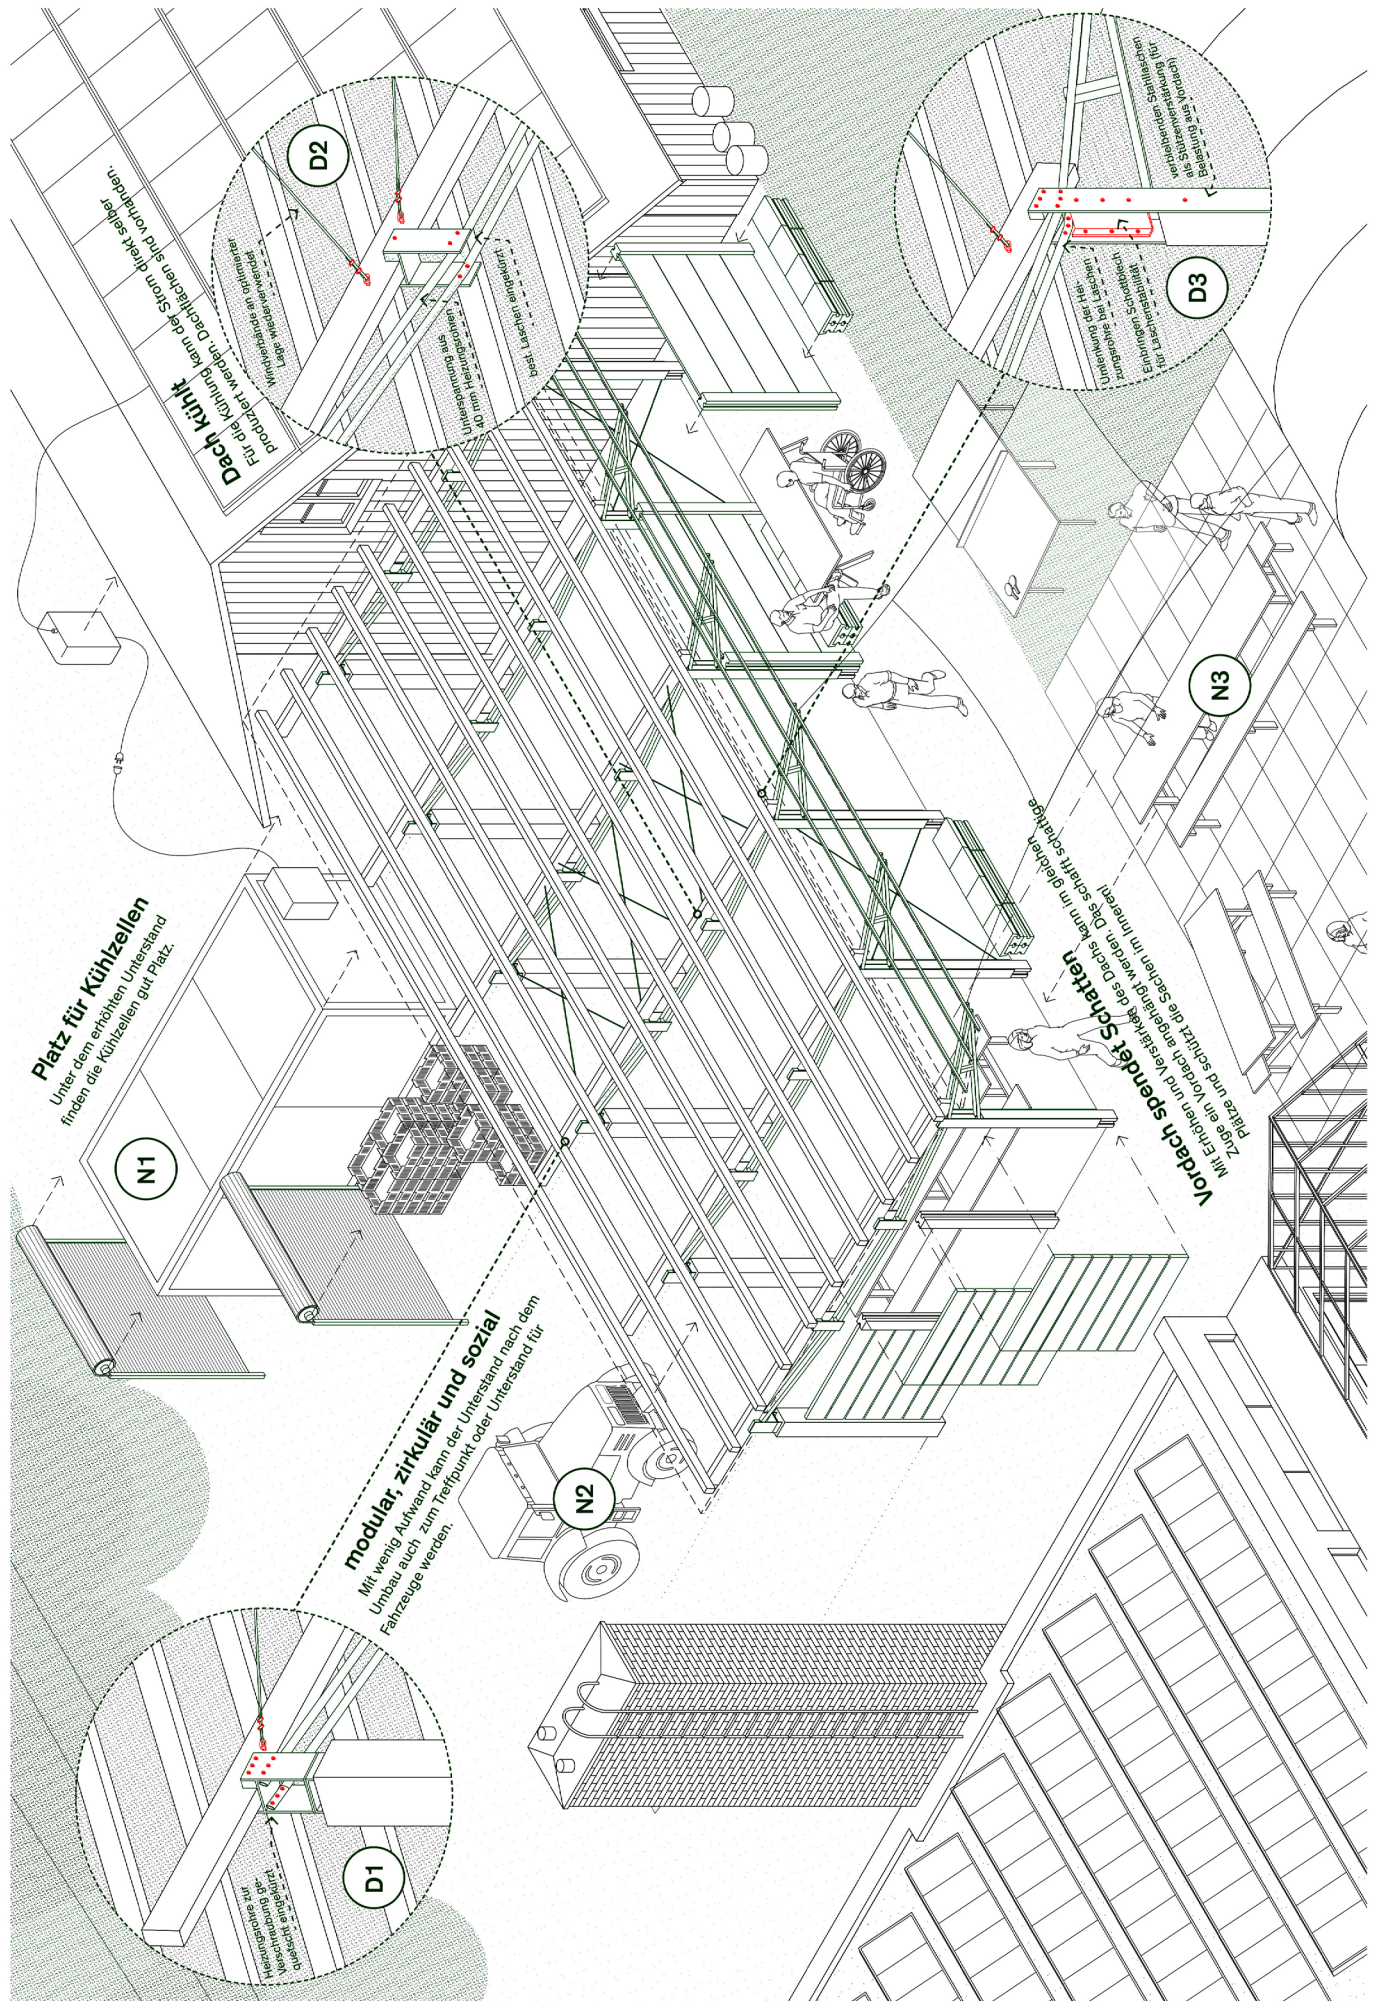 Dach kühlt
Für die Kühlung kann der Strom direkt selber
produziert werden. Dachflächen sind vorhanden.
D2
Windverbände an optimierter
Lage wiederverwendet
Unterspannung aus
40 mm Heizungsrohren
best. Laschen eingekürzt
D3
verbleibenden Stahllaschen
als Stützenverstärkung (für
Belastung aus Vordach)
Umlenkung der Hei-
zungsrohre bei Laschen
Einbringen Schottblech
für Laschenstabilität
Platz für Kühlzellen
Unter dem erhöhten Unterstand
finden die Kühlzellen gut Platz.
N1
N3
Vordach spendet Schatten
Mit Erhöhen und Verstärken des Dachs kann im gleichen
Zuge ein Vordach angehängt werden. Das schafft schattige
Plätze und schützt die Sachen im Inneren!
modular, zirkulär und sozial
Mit wenig Aufwand kann der Unterstand nach dem
Umbau auch zum Treffpunkt oder Unterstand für
Fahrzeuge werden.
N2
D1
Heizungsrohre zur
Verschraubung ge-
quetscht eingekürzt